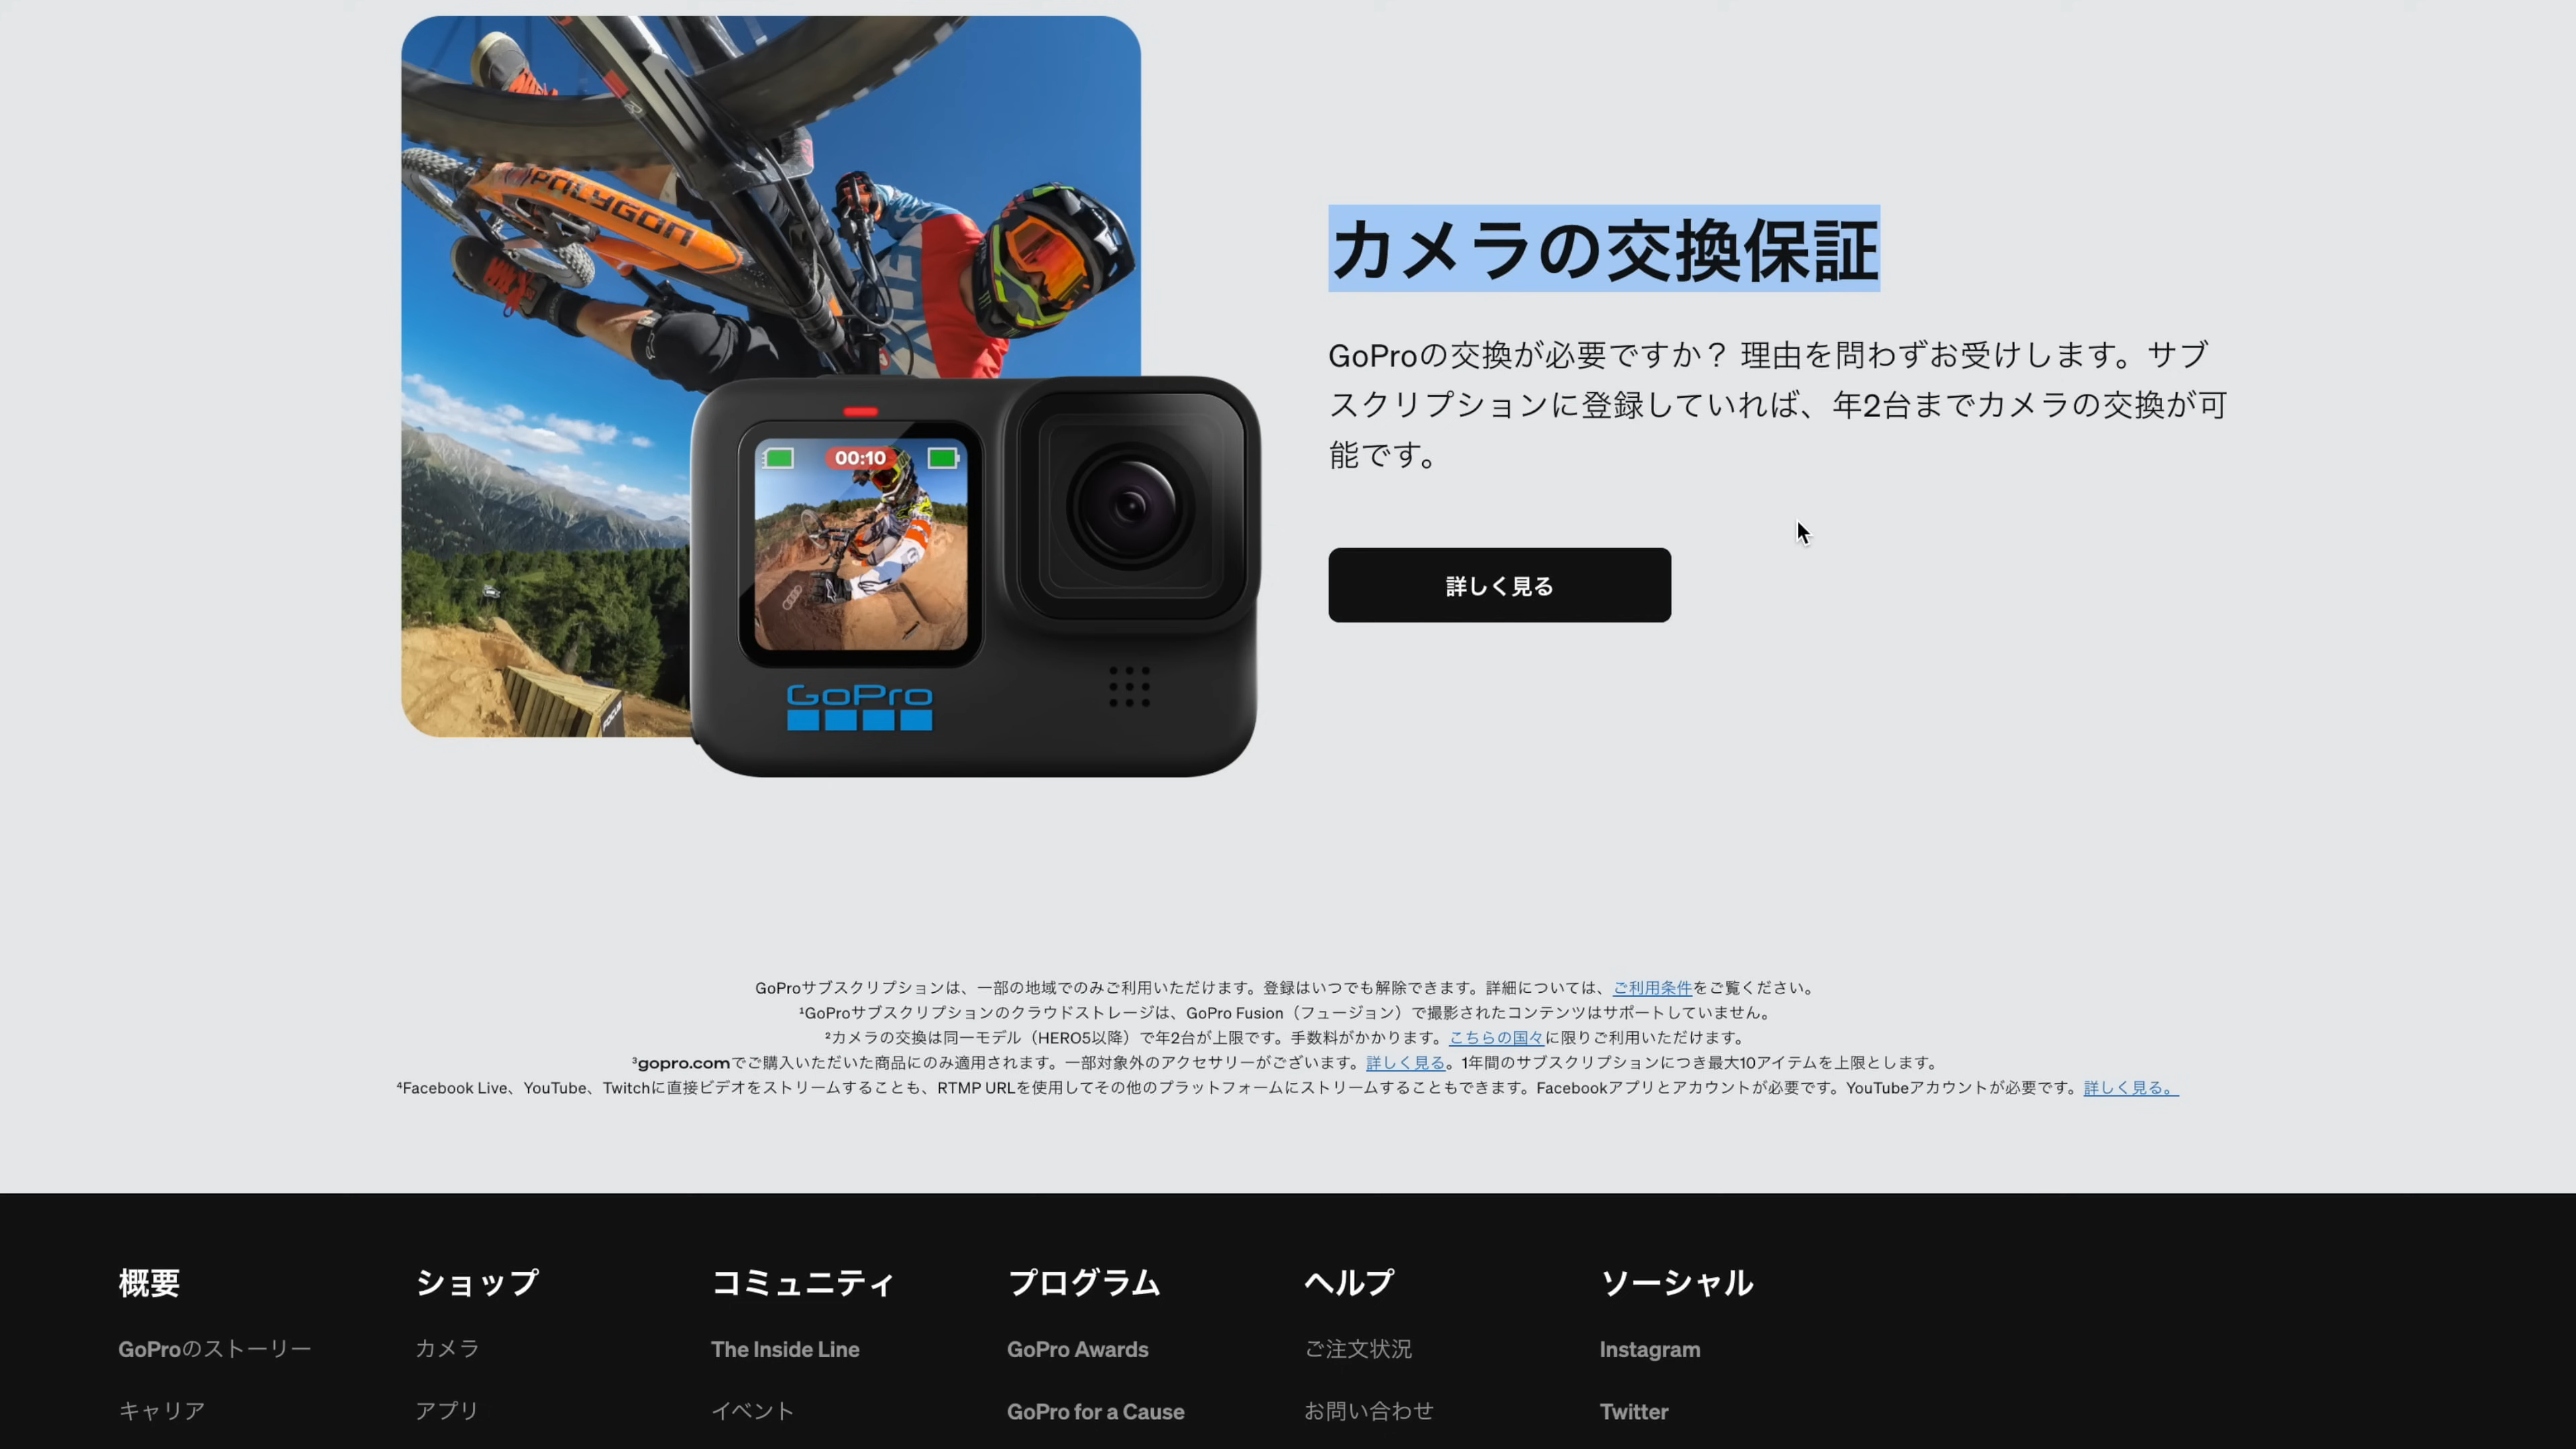 POLYGON
カメラの交換保証
GoProの交換が必要ですか？ 理由を問わずお受けします。サブ
スクリプションに登録していれば、年2台までカメラの交換が可
能です。
詳しく見る
00:10
GoPro
FOCUS
GoProサブスクリプションは、一部の地域でのみご利用いただけます。登録はいつでも解除できます。詳細については、ご利用条件をご覧ください。
¹GoProサブスクリプションのクラウドストレージは、GoPro Fusion（フュージョン）で撮影されたコンテンツはサポートしていません。
²カメラの交換は同一モデル（HERO5以降）で年2台が上限です。手数料がかかります。こちらの国々に限りご利用いただけます。
³gopro.comでご購入いただいた商品にのみ適用されます。一部対象外のアクセサリーがございます。詳しく見る。1年間のサブスクリプションにつき最大10アイテムを上限とします。
⁴Facebook Live、YouTube、Twitchに直接ビデオをストリームすることも、RTMP URLを使用してその他のプラットフォームにストリームすることもできます。Facebookアプリとアカウントが必要です。YouTubeアカウントが必要です。詳しく見る。
概要 ショップ コミュニティ プログラム ヘルプ ソーシャル
GoProのストーリー カメラ The Inside Line GoPro Awards ご注文状況 Instagram
キャリア アプリ イベント GoPro for a Cause お問い合わせ Twitter